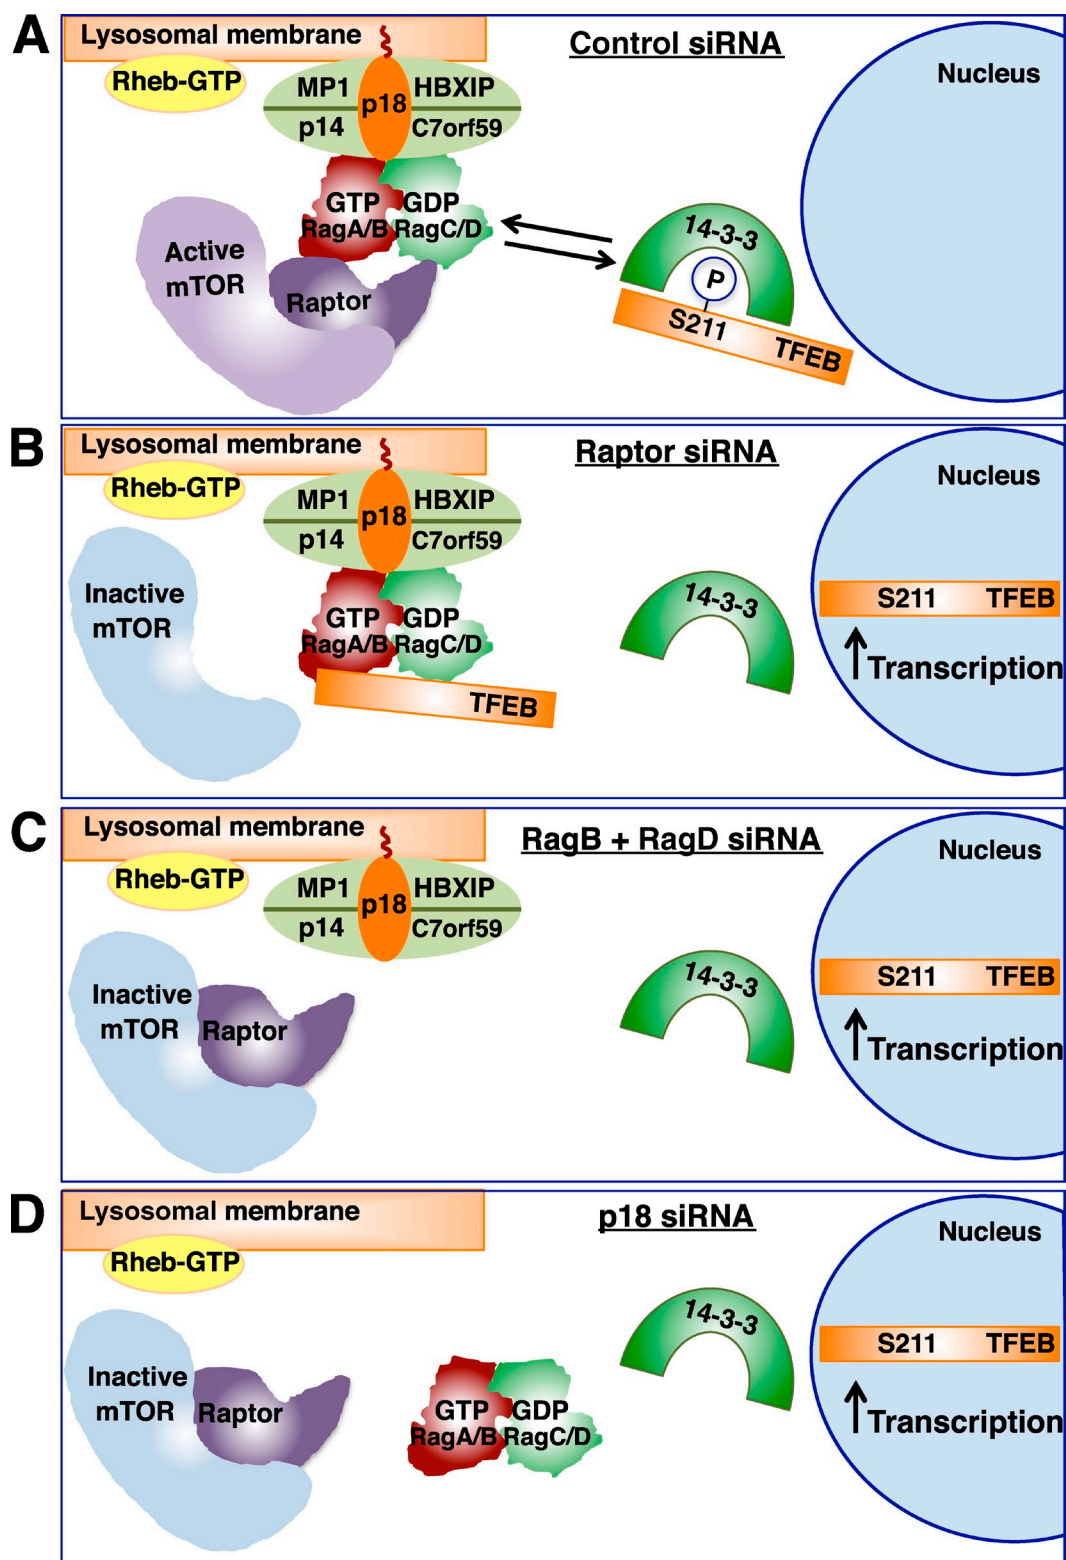 A
Lysosomal membrane
Control siRNA
Nucleus
Rheb-GTP
MP1
p18
HBXIP
p14
C7orf59
GTP
GDP
RagA/B
RagC/D
14-3-3
Active
mTOR
Raptor
P
S211
TFEB
B
Lysosomal membrane
Raptor siRNA
Nucleus
Rheb-GTP
MP1
p18
HBXIP
p14
C7orf59
Inactive
mTOR
GTP
GDP
RagA/B
RagC/D
TFEB
14-3-3
S211
TFEB
Transcription
C
Lysosomal membrane
RagB + RagD siRNA
Nucleus
Rheb-GTP
MP1
p18
HBXIP
p14
C7orf59
Inactive
mTOR
Raptor
14-3-3
S211
TFEB
Transcription
D
Lysosomal membrane
p18 siRNA
Nucleus
Rheb-GTP
Inactive
mTOR
Raptor
GTP
GDP
RagA/B
RagC/D
14-3-3
S211
TFEB
Transcription